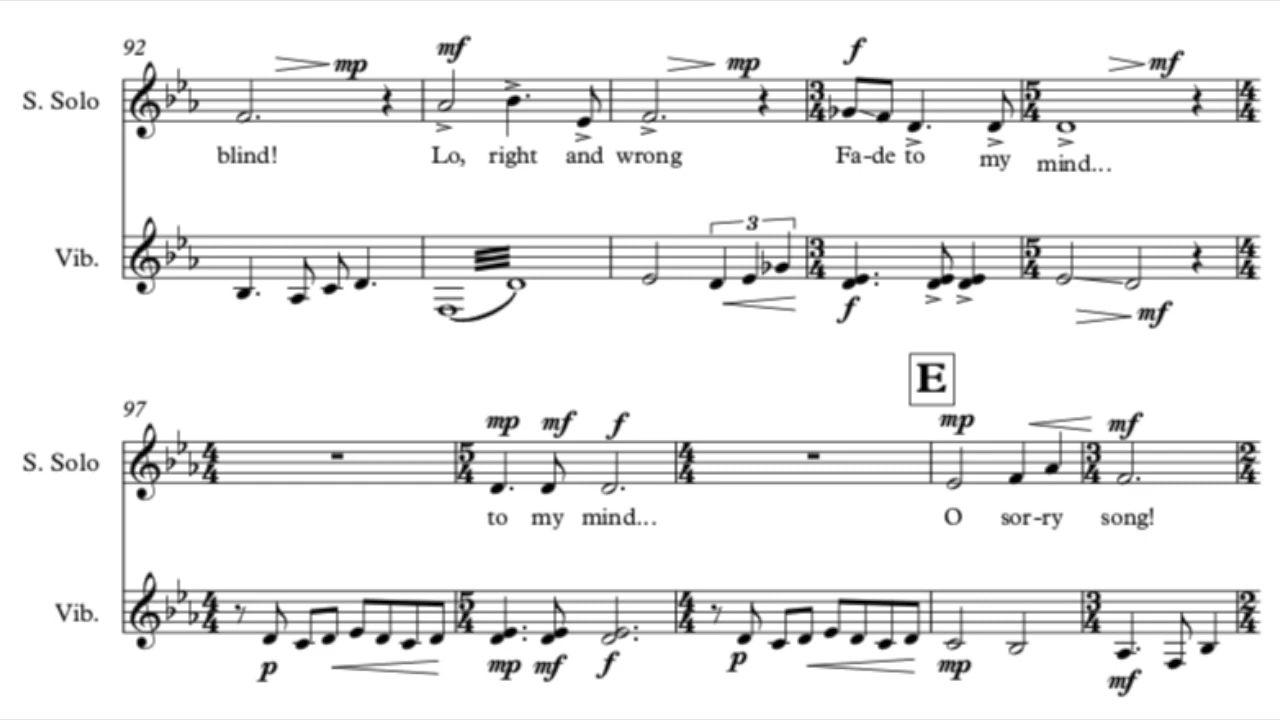 92
mp mf mp f mf
S. Solo
blind! Lo, right and wrong Fa-de to my mind...
3
Vib.
f mf
E
97
mp mf f mp mf
S. Solo
to my mind... O sor-ry song!
Vib.
p mp mf f p mp mf